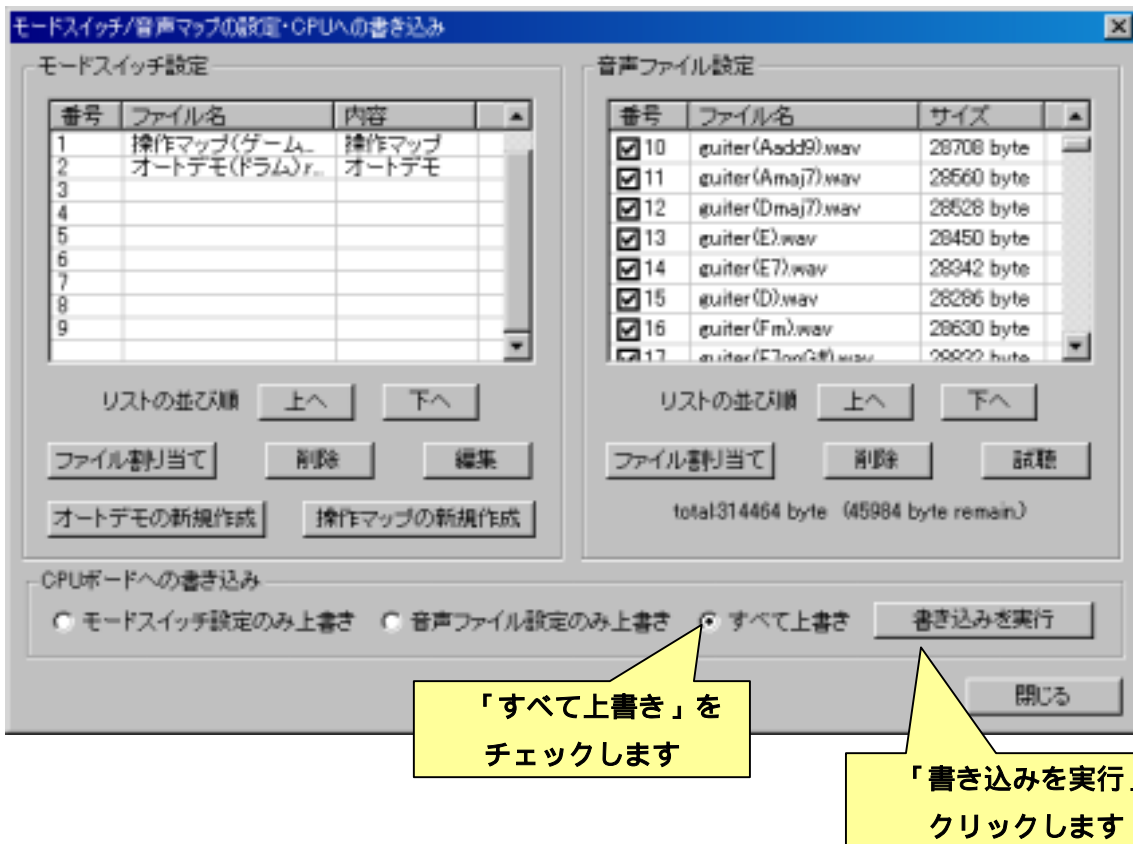 モードスイッチ/音声マップの設定・CPUへの書き込み
モードスイッチ設定
番号 ファイル名 内容
1 操作マップ(ゲーム... 操作マップ
2 オートデモ(ドラム)r... オートデモ
3
4
5
6
7
8
9
リストの並び順 上へ 下へ
ファイル割り当て 削除 編集
オートデモの新規作成 操作マップの新規作成
音声ファイル設定
番号 ファイル名 サイズ
10 guiter(Aadd9).wav 28708 byte
11 guiter(Amaj7).wav 28560 byte
12 guiter(Dmaj7).wav 28528 byte
13 guiter(E).wav 28450 byte
14 guiter(E7).wav 28342 byte
15 guiter(D).wav 28286 byte
16 guiter(Fm).wav 28630 byte
17 guiter(E7onG#).wav byte
リストの並び順 上へ 下へ
ファイル割り当て 削除 試聴
total:314464 byte (45984 byte remain)
CPUボードへの書き込み
モードスイッチ設定のみ上書き 音声ファイル設定のみ上書き すべて上書き 書き込みを実行
閉じる
「すべて上書き」を
チェックします
「書き込みを実行」
クリックします